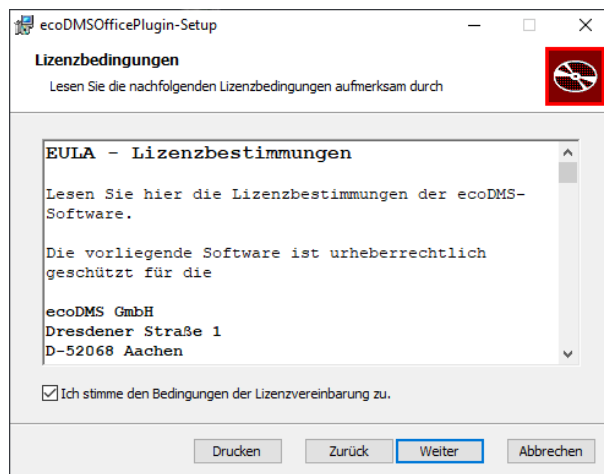 ecoDMSOfficePlugin-Setup
Lizenzbedingungen
Lesen Sie die nachfolgenden Lizenzbedingungen aufmerksam durch
EULA - Lizenzbestimmungen
Lesen Sie hier die Lizenzbestimmungen der ecoDMS-
Software.
Die vorliegende Software ist urheberrechtlich
geschützt für die
ecoDMS GmbH
Dresdener Straße 1
D-52068 Aachen
Ich stimme den Bedingungen der Lizenzvereinbarung zu.
Drucken Zurück Weiter Abbrechen